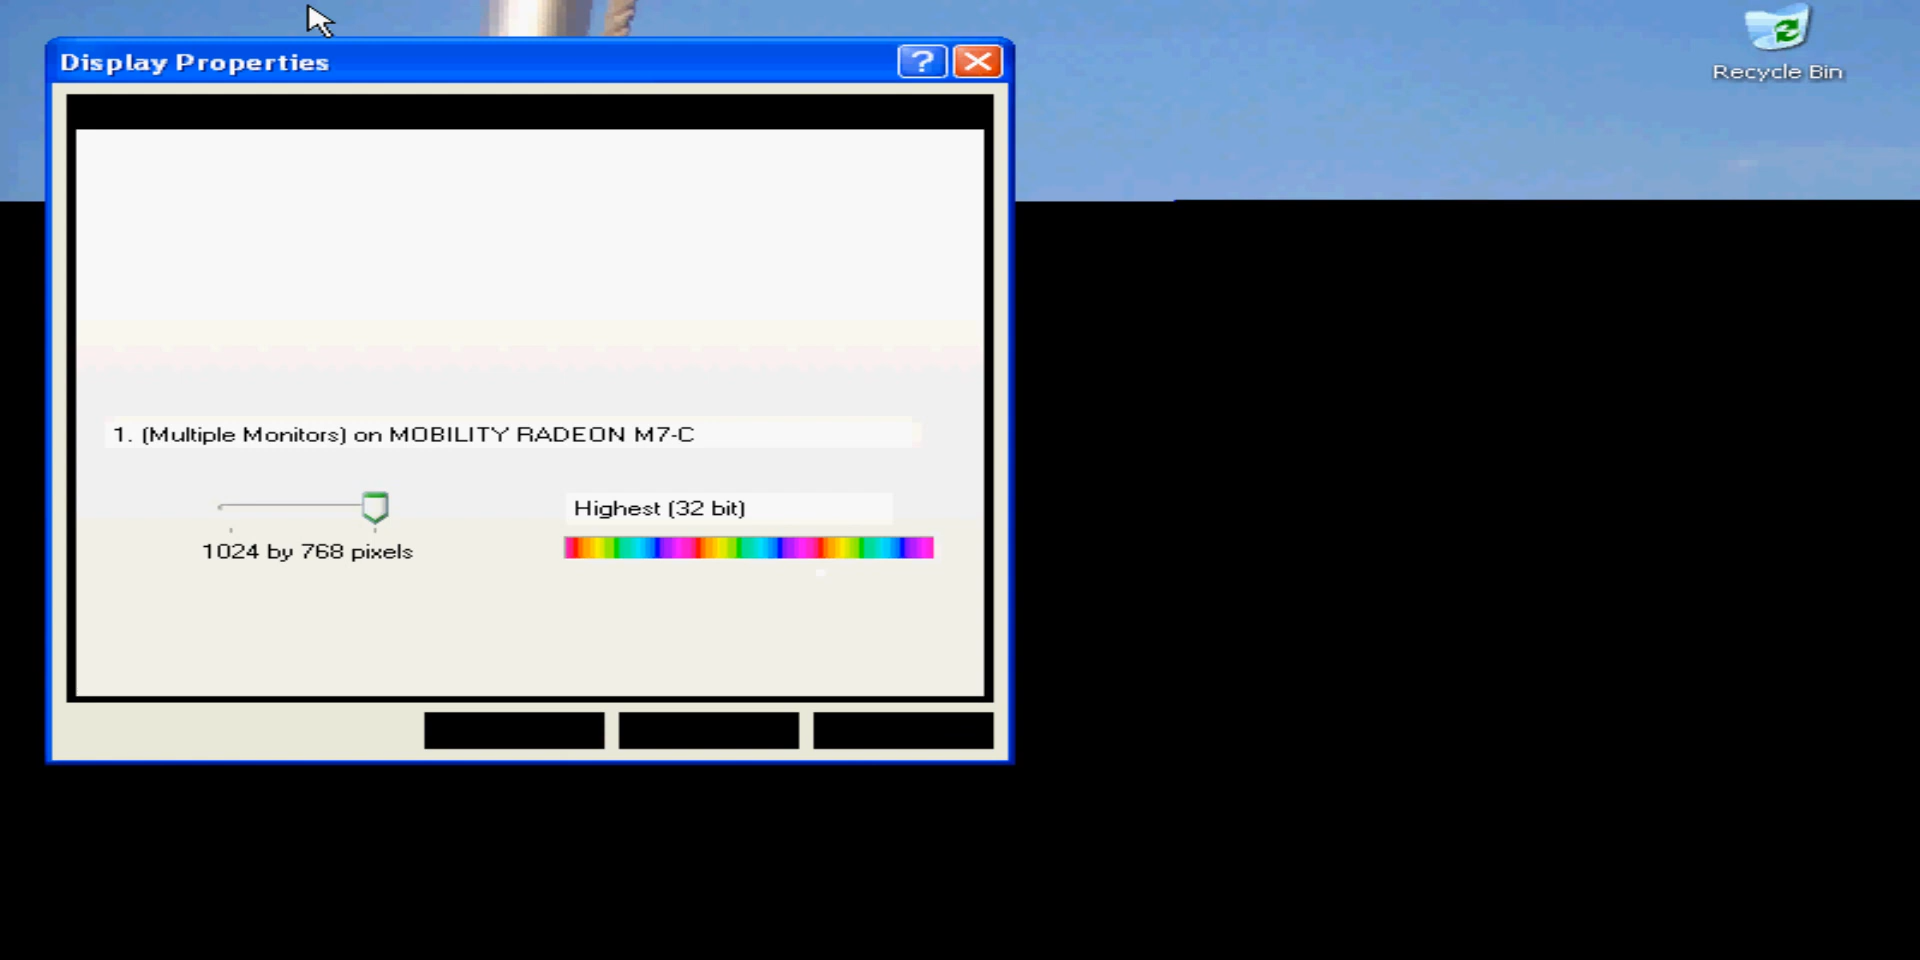 Display Properties
Recycle Bin
1. (Multiple Monitors) on MOBILITY RADEON M7-C
Highest (32 bit)
1024 by 768 pixels